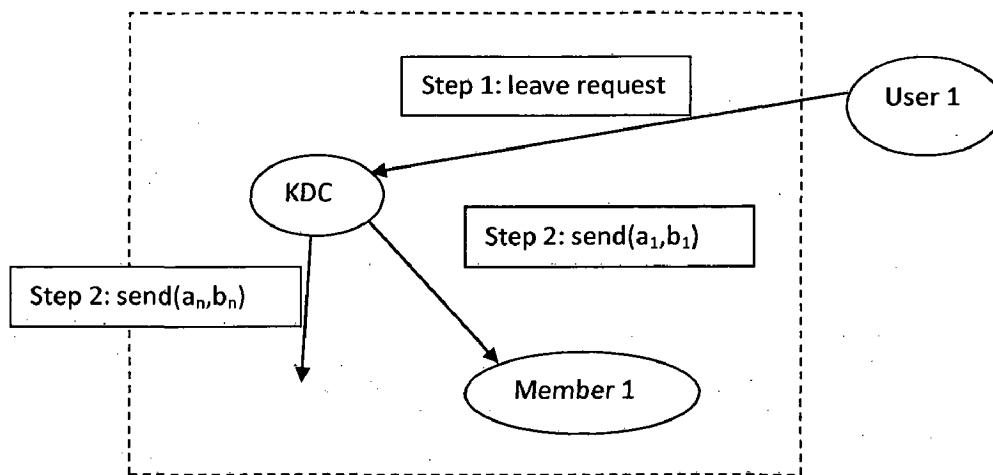 Step 1: leave request
User 1
KDC
Step 2: send(a₁,b₁)
Step 2: send(aₙ,bₙ)
Member 1